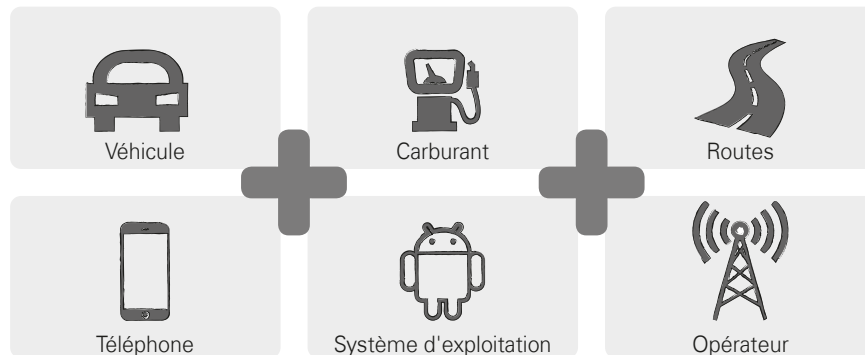 Véhicule
Carburant
Routes
Téléphone
Système d'exploitation
Opérateur